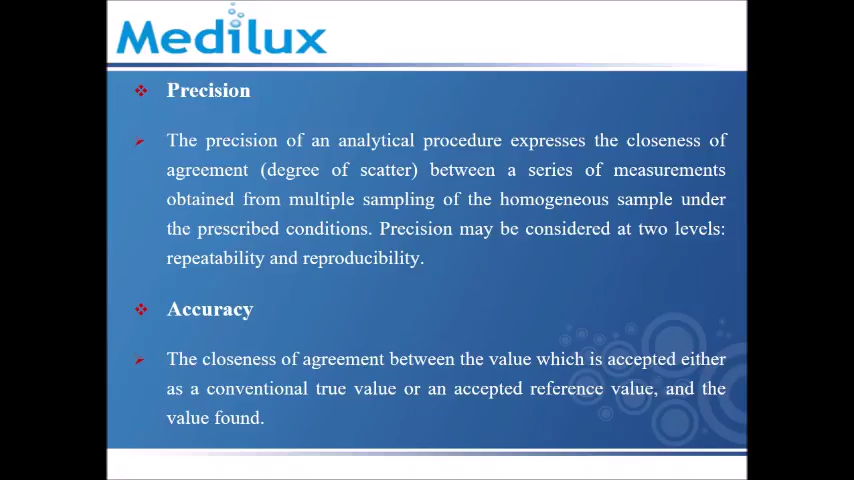 Medilux
Precision
The precision of an analytical procedure expresses the closeness of
agreement (degree of scatter) between a series of measurements
obtained from multiple sampling of the homogeneous sample under
the prescribed conditions. Precision may be considered at two levels:
repeatability and reproducibility.
Accuracy
The closeness of agreement between the value which is accepted either
as a conventional true value or an accepted reference value, and the
value found.